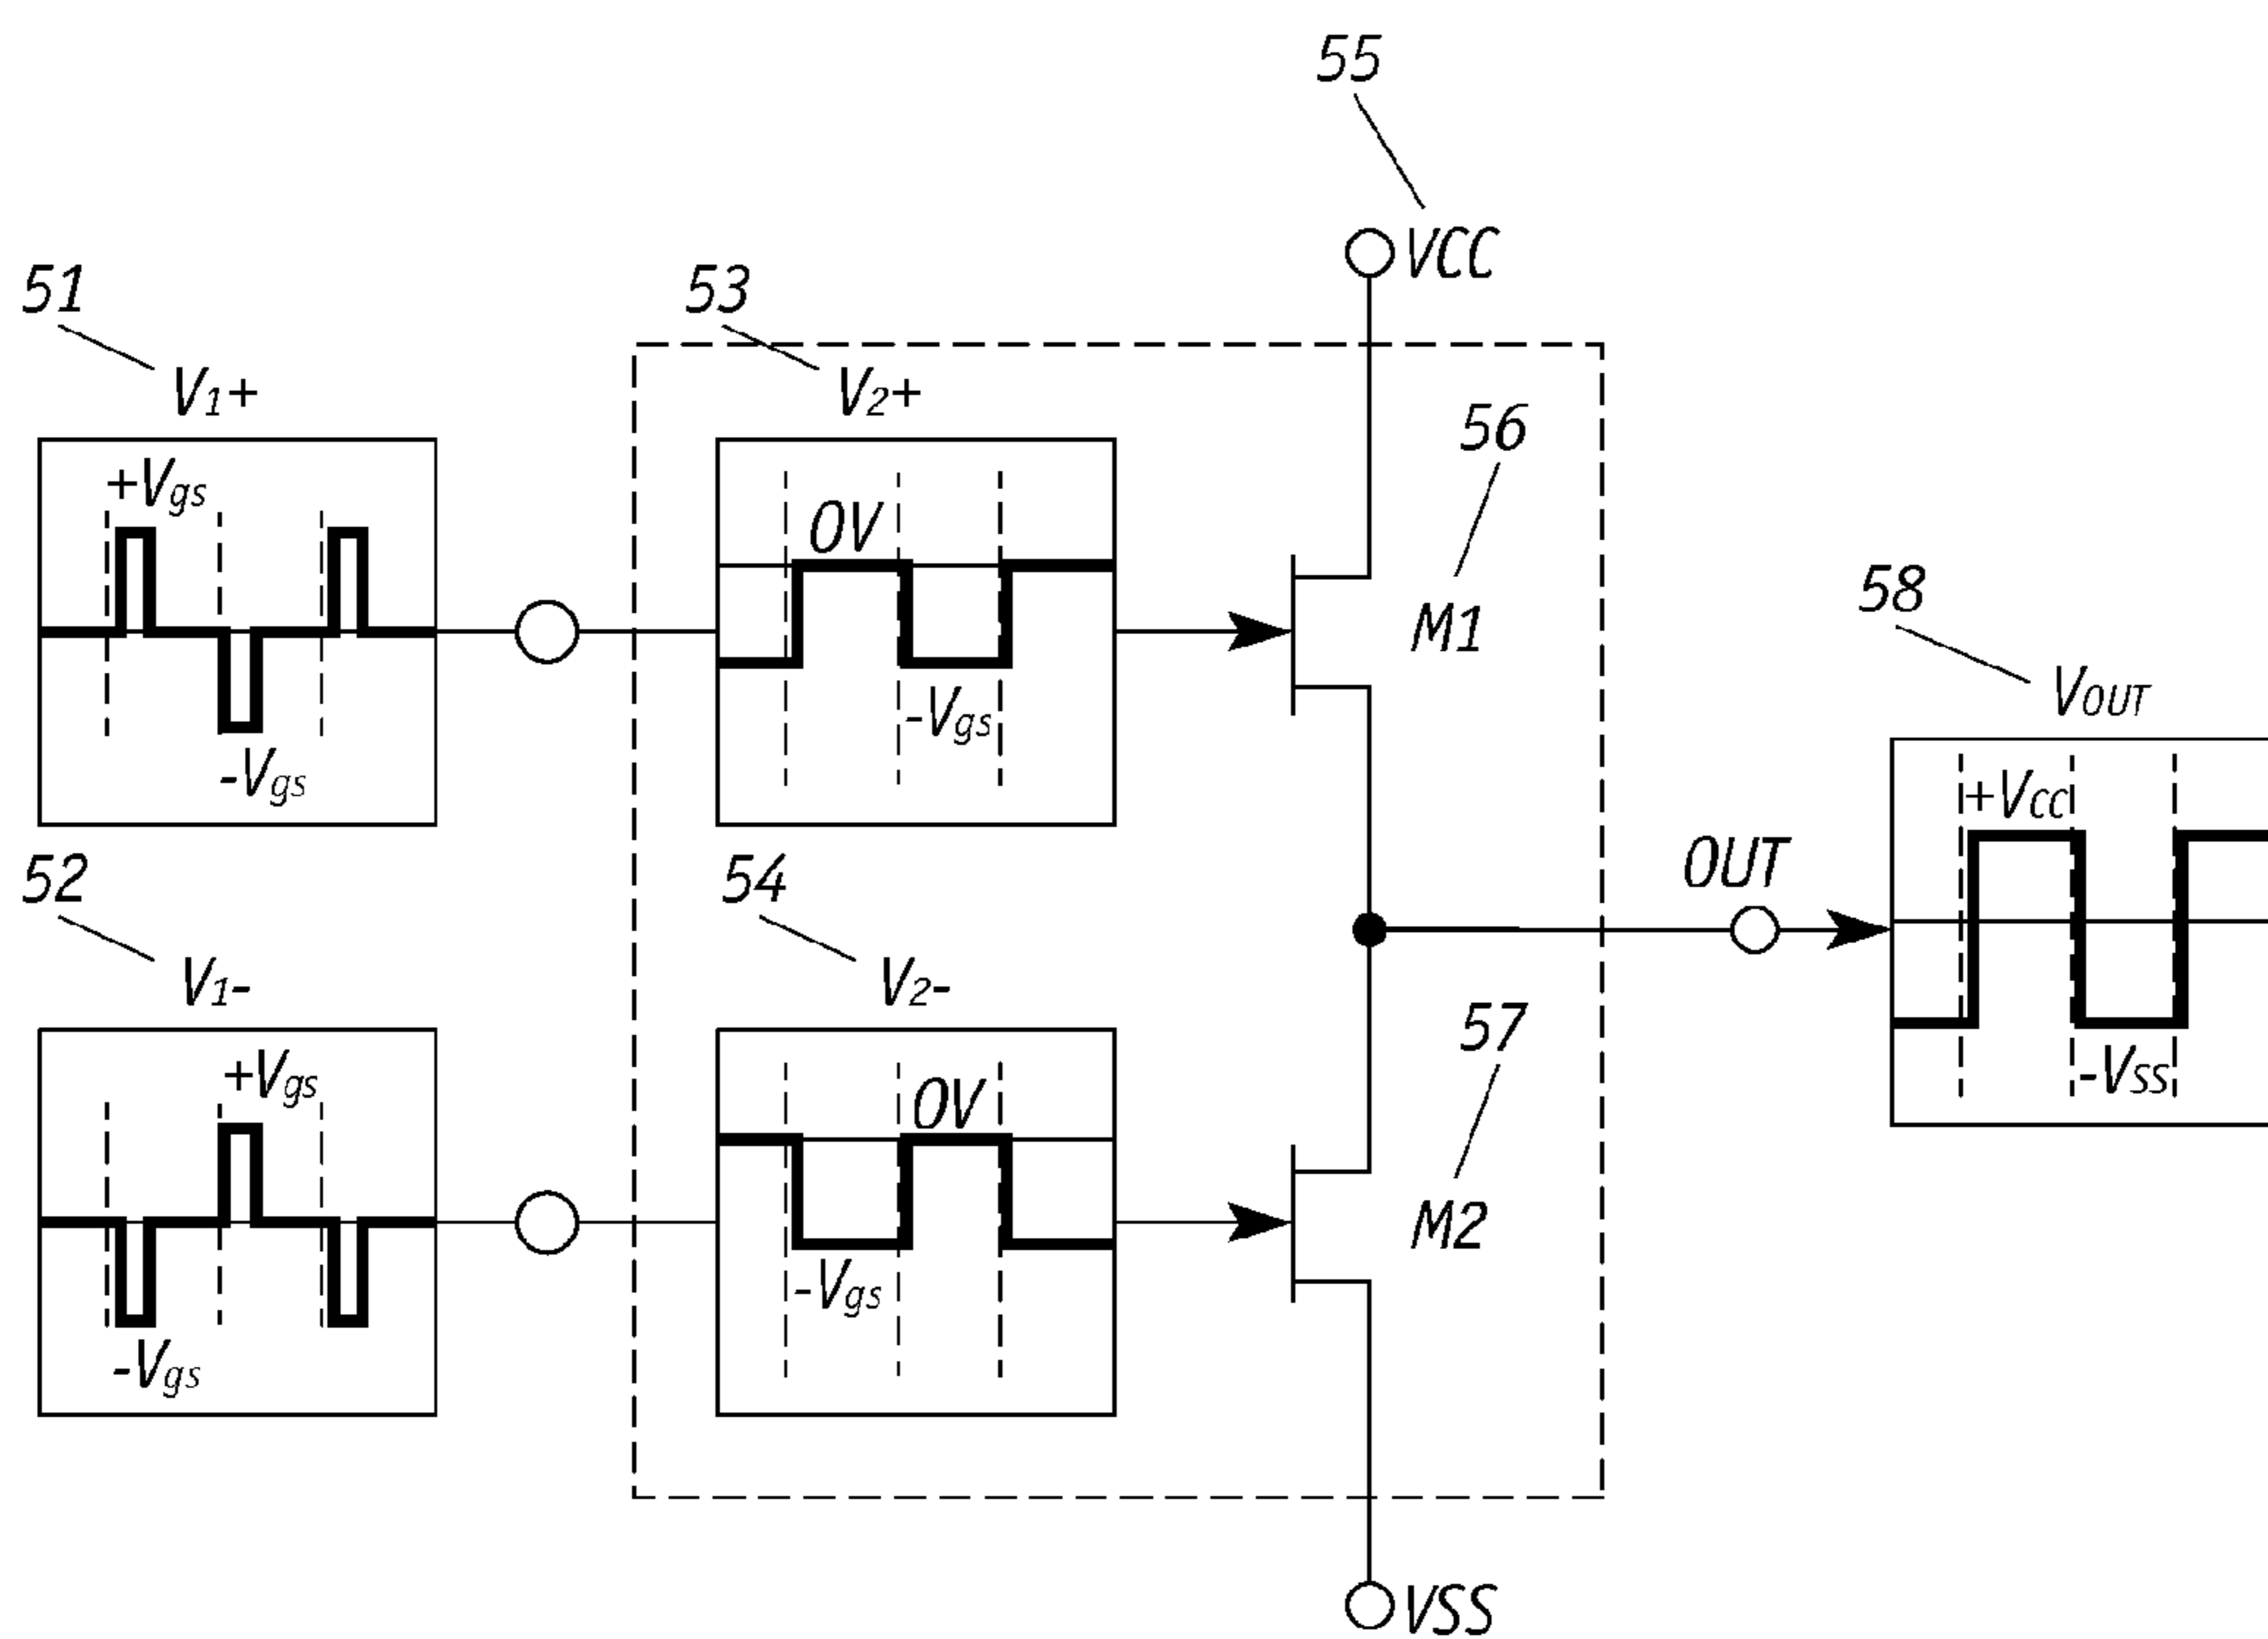 55
VCC
51
V1+
+Vgs
-Vgs
53
V2+
0V
-Vgs
56
M1
58
VOUT
+VCC
-VSS
OUT
52
V1-
+Vgs
-Vgs
54
V2-
0V
-Vgs
57
M2
VSS